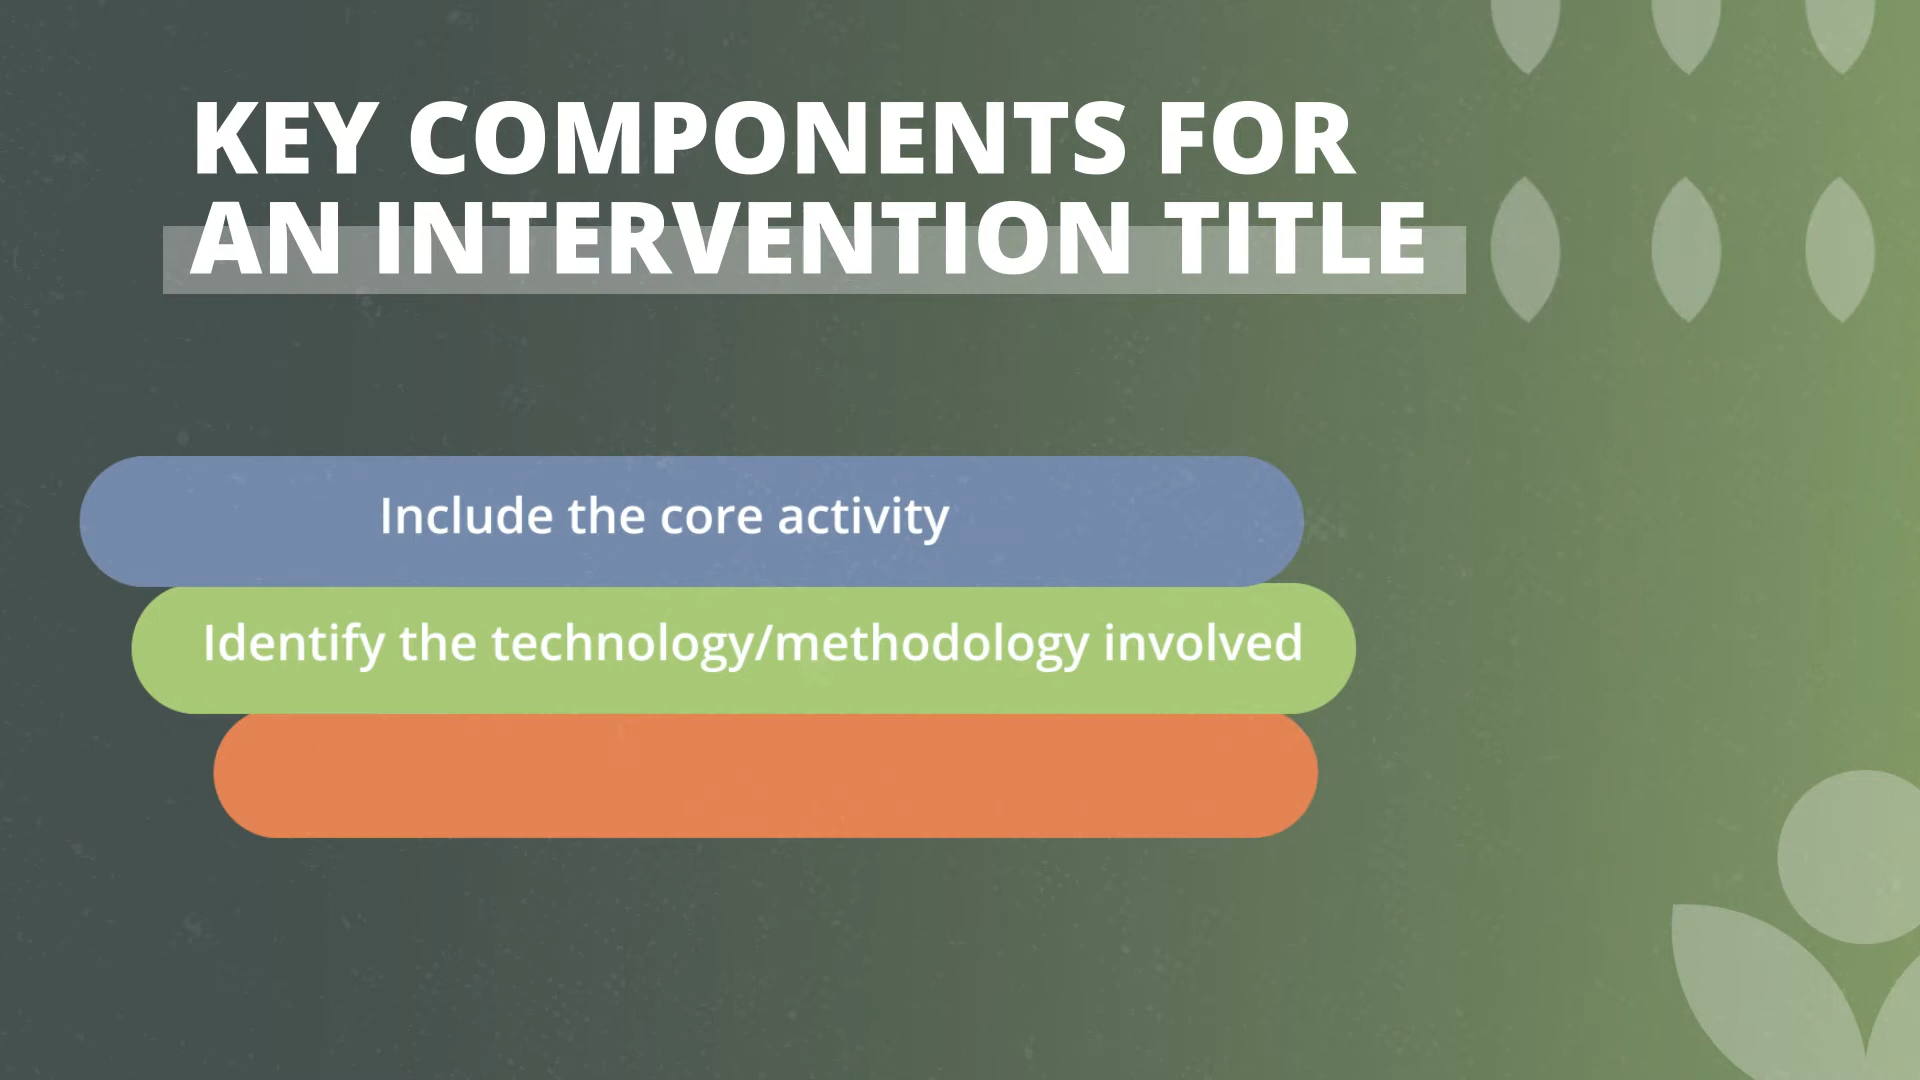 KEY COMPONENTS FOR
AN INTERVENTION TITLE
Include the core activity
Identify the technology/methodology involved